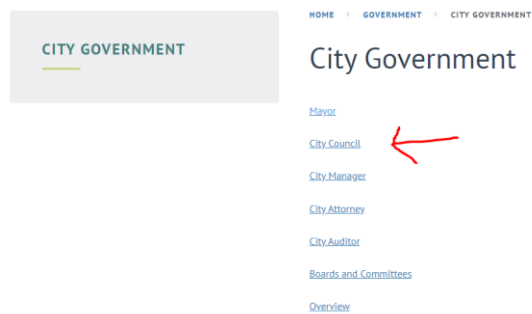 HOME > GOVERNMENT > CITY GOVERNMENT
CITY GOVERNMENT
City Government
Mayor
City Council
City Manager
City Attorney
City Auditor
Boards and Committees
Overview